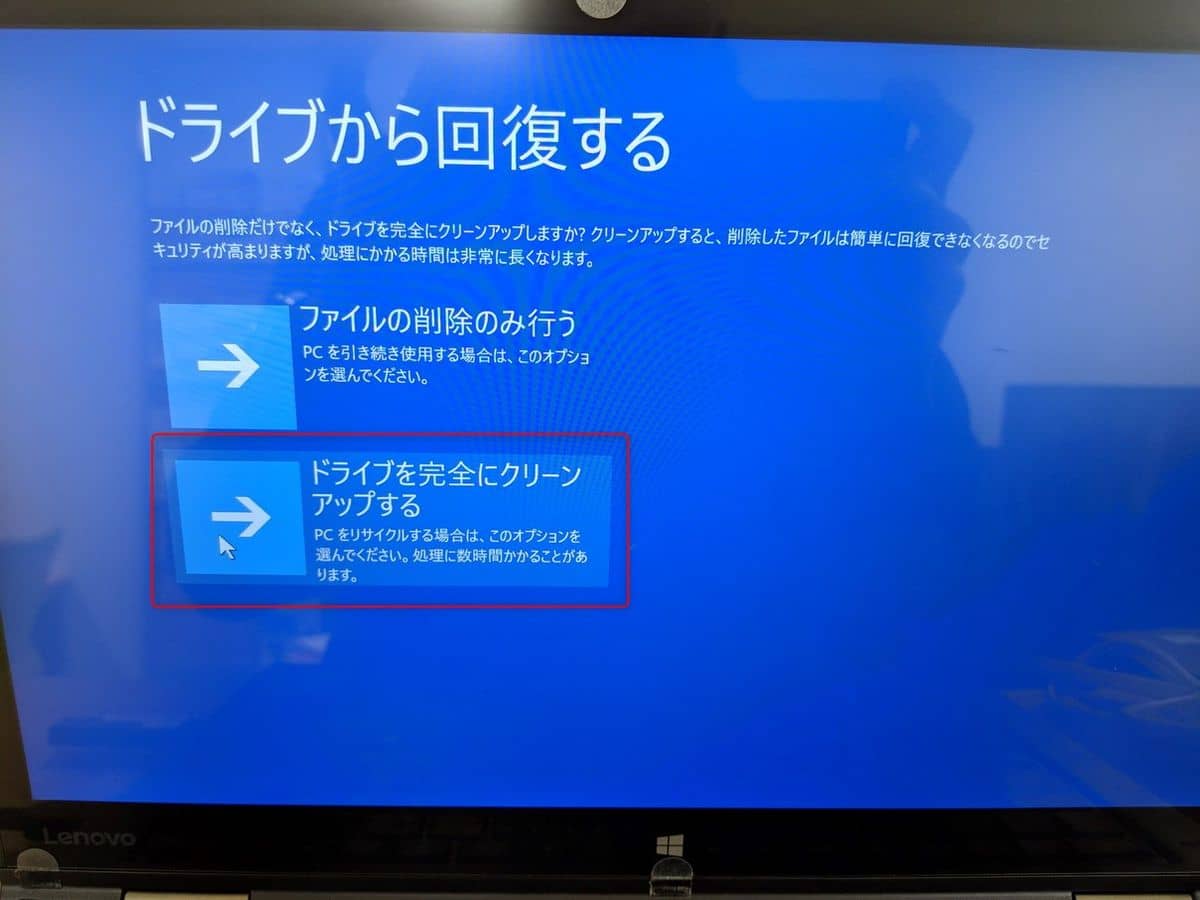 ドライブから回復する
ファイルの削除だけでなく、ドライブを完全にクリーンアップしますか? クリーンアップすると、削除したファイルは簡単に回復できなくなるのでセ
キュリティが高まりますが、処理にかかる時間は非常に長くなります。
ファイルの削除のみ行う
PC を引き続き使用する場合は、このオプショ
ンを選んでください。
ドライブを完全にクリーン
アップする
PC をリサイクルする場合は、このオプションを
選んでください。処理に数時間かかることがあ
ります。
Lenovo